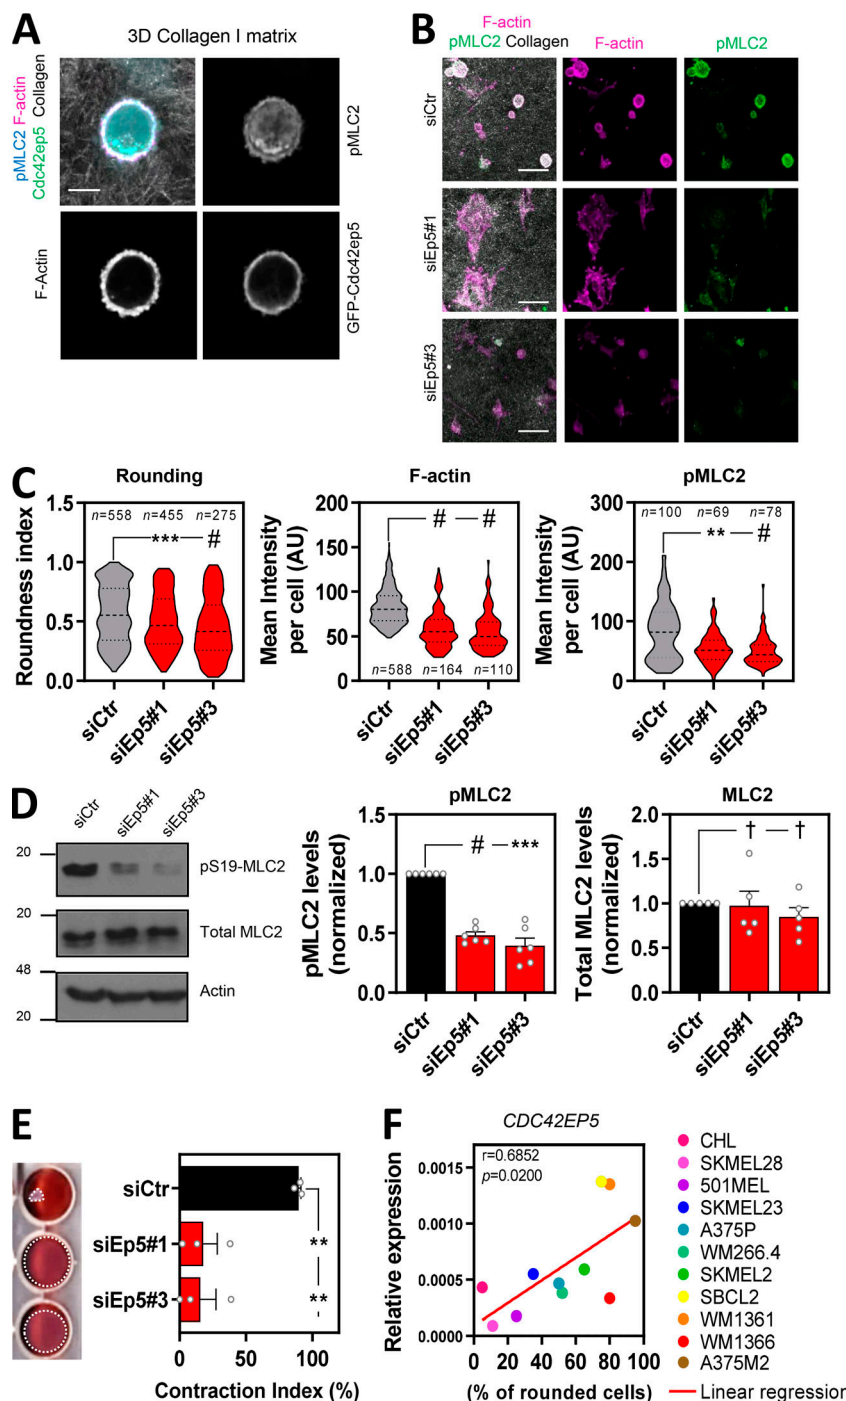 A
3D Collagen I matrix
pMLC2 F-actin
Cdc42ep5 Collagen
pMLC2
F-Actin
GFP-Cdc42ep5
B
F-actin
pMLC2 Collagen
F-actin
pMLC2
siCtr
siEp5#1
siEp5#3
C
Rounding
Roundness index
1.5
1.0
0.5
0.0
n=558 n=455 n=275
*** #
siCtr
siEp5#1
siEp5#3
F-actin
Mean Intensity
per cell (AU)
200
150
100
50
0
# #
n=588 n=164 n=110
siCtr
siEp5#1
siEp5#3
pMLC2
Mean Intensity
per cell (AU)
300
200
100
0
n=100 n=69 n=78
** #
siCtr
siEp5#1
siEp5#3
D
siCtr
siEp5#1
siEp5#3
20
pS19-MLC2
20
Total MLC2
48
Actin
20
pMLC2
pMLC2 levels
(normalized)
1.5
1.0
0.5
0.0
# ***
siCtr
siEp5#1
siEp5#3
MLC2
Total MLC2 levels
(normalized)
2.0
1.5
1.0
0.5
0.0
† †
siCtr
siEp5#1
siEp5#3
E
siCtr
siEp5#1
siEp5#3
**
**
0 50 100
Contraction Index (%)
F
CDC42EP5
r=0.6852
p=0.0200
Relative expression
0.0015
0.0010
0.0005
0.0000
0 20 40 60 80 100
(% of rounded cells)
CHL
SKMEL28
501MEL
SKMEL23
A375P
WM266.4
SKMEL2
SBCL2
WM1361
WM1366
A375M2
Linear regression